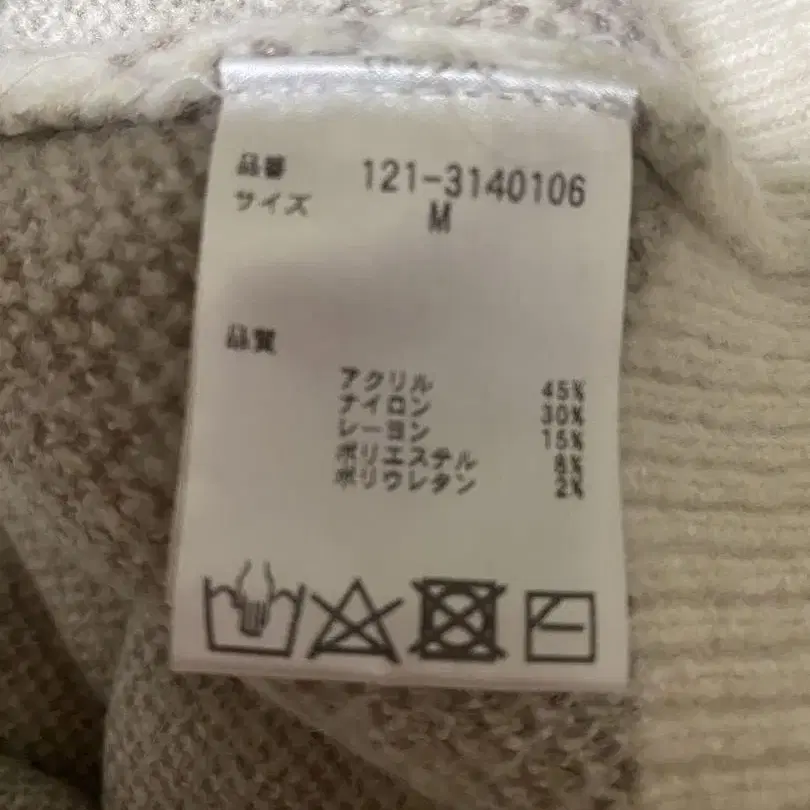 品番 121-3140106
サイズ M
品質
アクリル 45%
ナイロン 30%
レーヨン 15%
ポリエステル 8%
ポリウレタン 2%